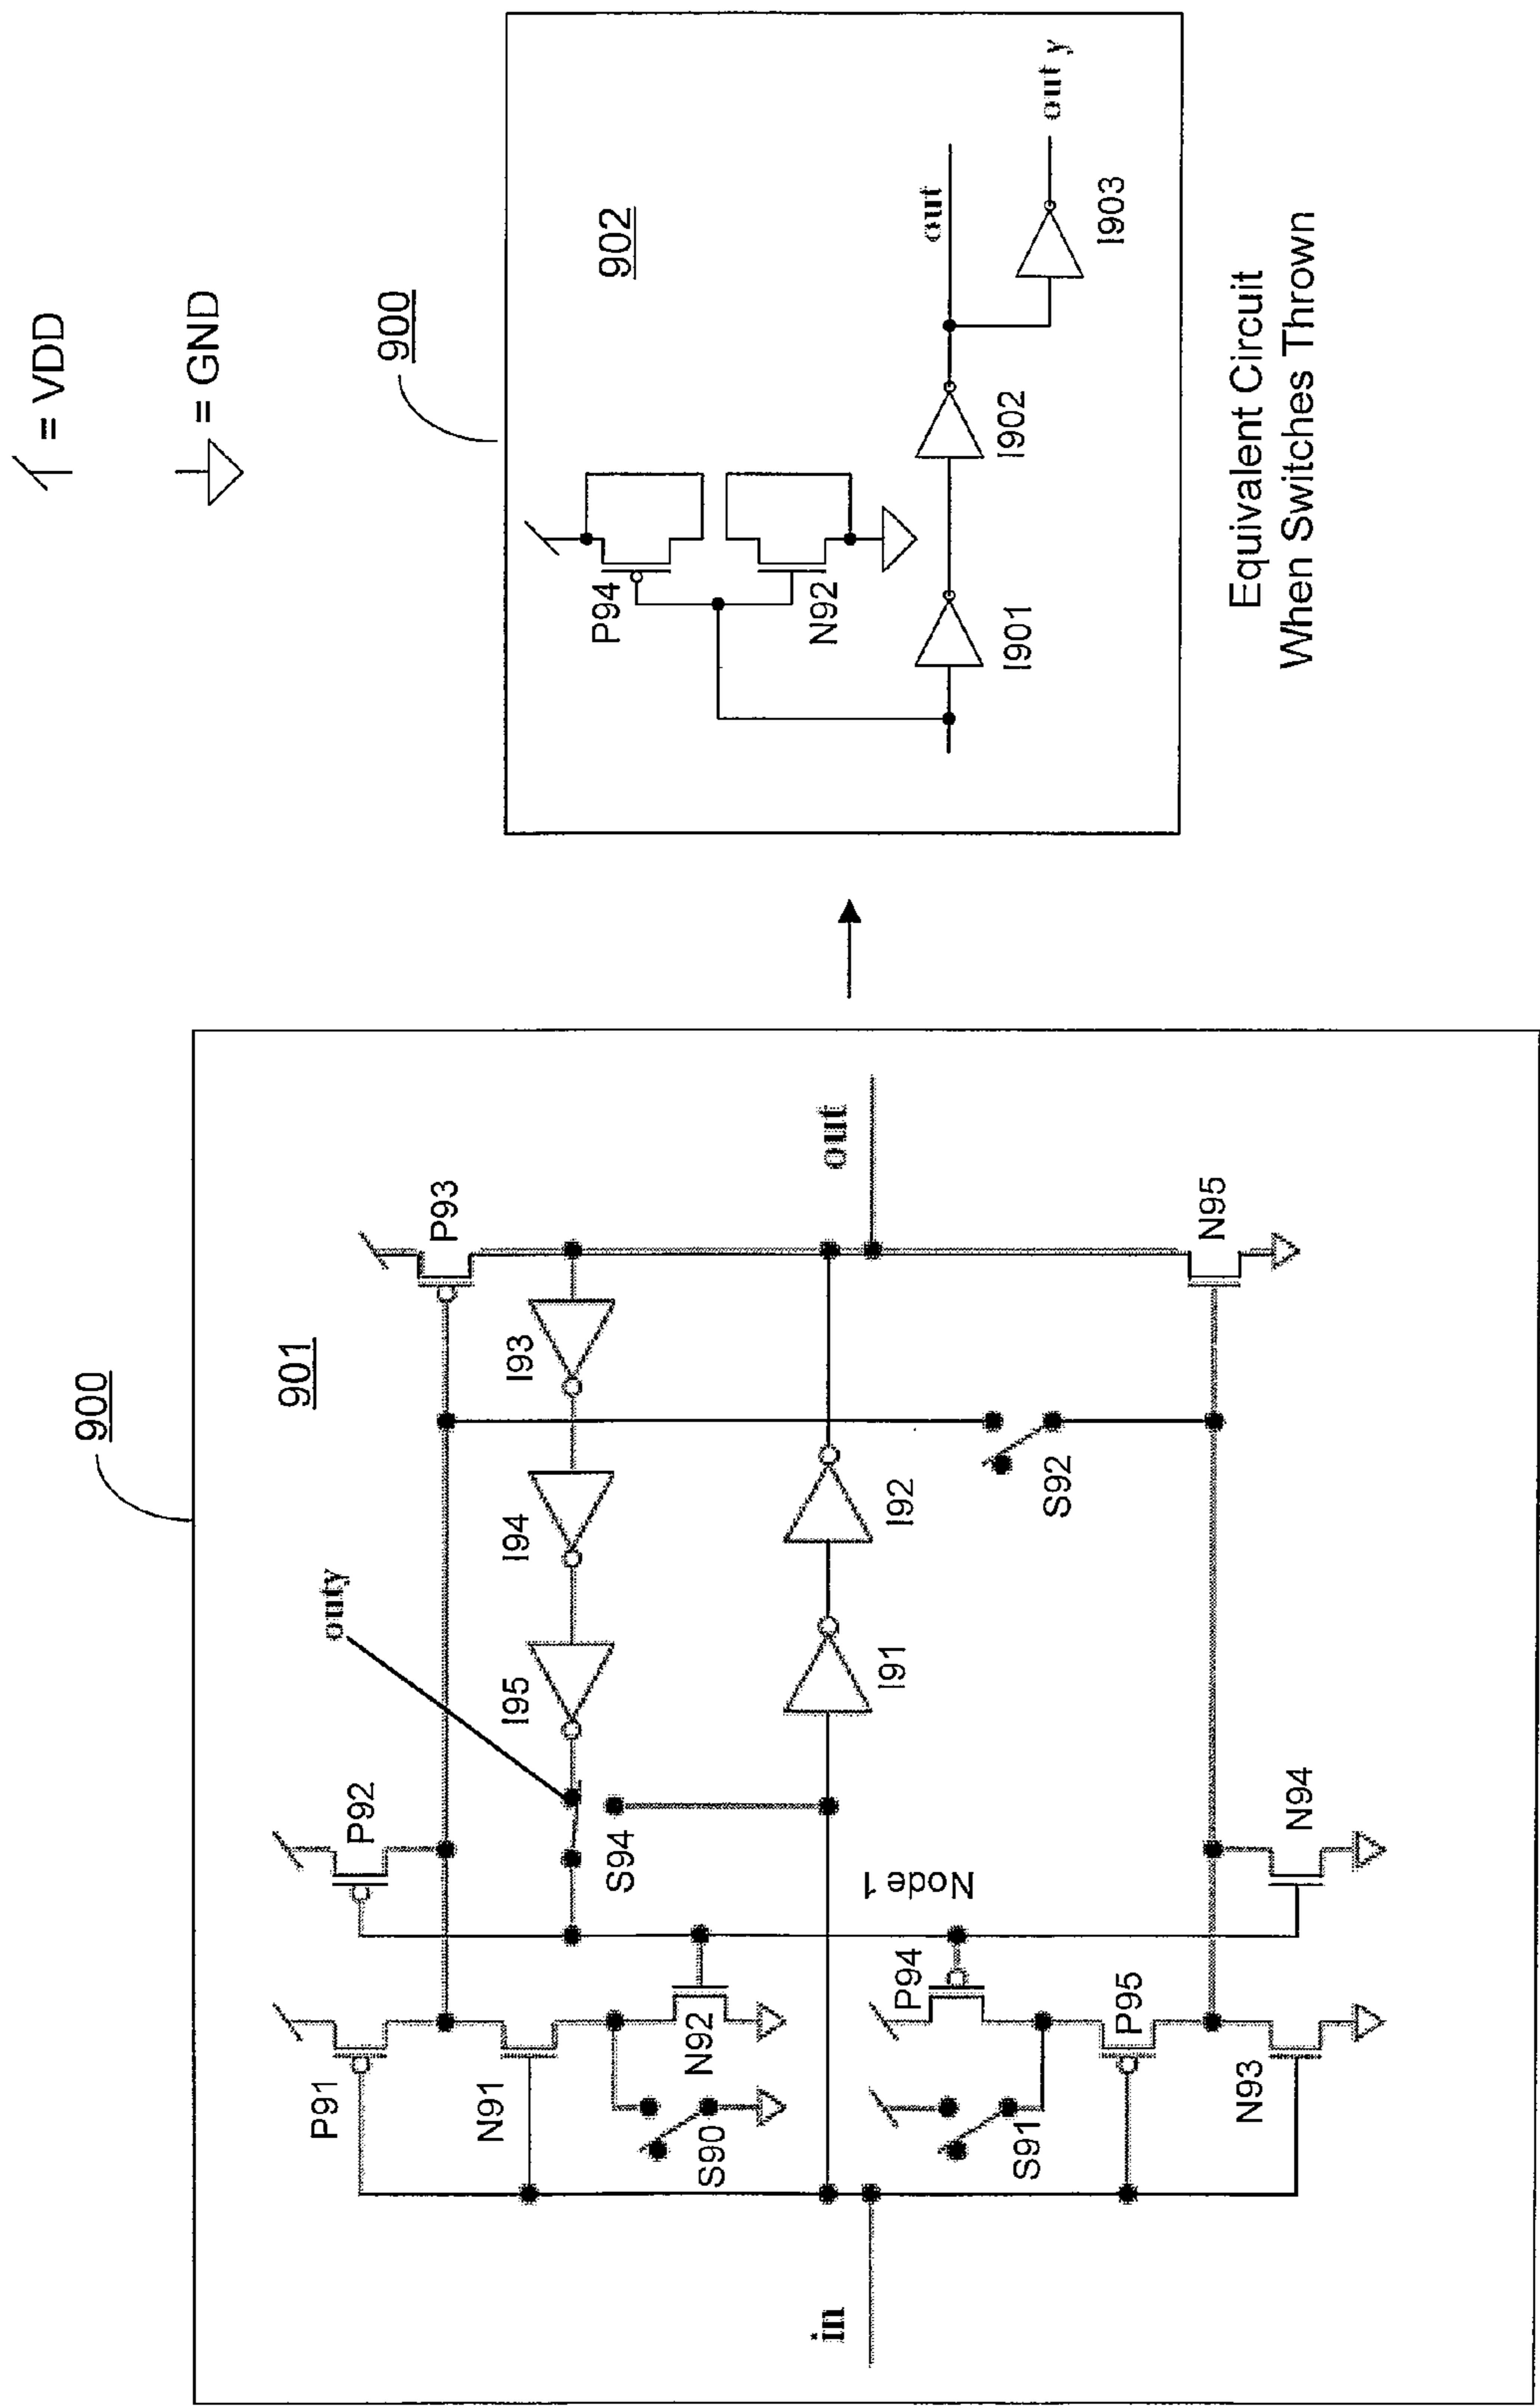 = VDD
= GND
900
901
in
out
outy
P91
N91
S90
N92
P92
S94
I95
I94
I93
P93
Node 1
I91
I92
S92
P94
S91
P95
N93
N94
N95
900
902
P94
N92
I901
I902
out
I903
out y
Equivalent Circuit
When Switches Thrown